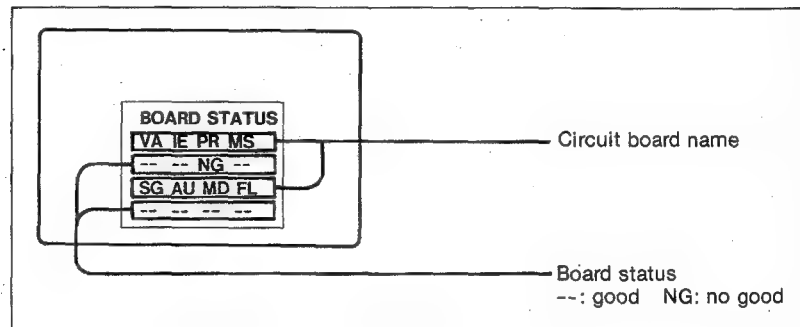 BOARD STATUS
VA IE PR MS
-- -- NG --
SG AU MD FL
-- -- -- --
Circuit board name
Board status
--: good NG: no good